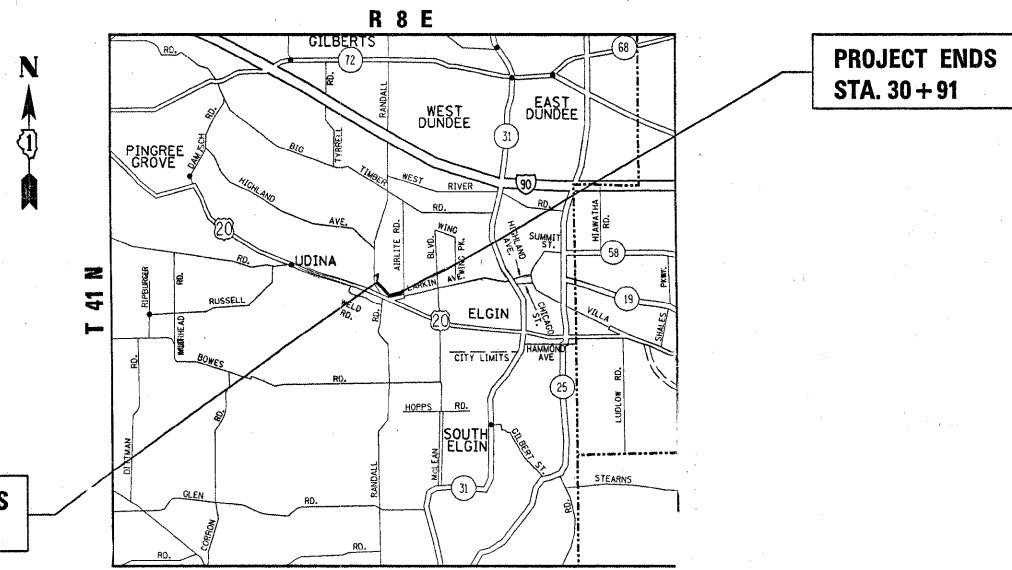 R 8 E
N
1
T 41 N
PROJECT ENDS
STA. 30+91
S
GILBERTS
72
68
RD.
RD.
RANDALL
WEST
DUNDEE
EAST
DUNDEE
31
PINGREE
GROVE
DAMISCH
RD.
BIG
TIMBER
TYRRELL
WEST
RIVER
RD.
RD.
90
HIGHLAND
AVE.
20
UDINA
RD.
AIRLITE RD.
BLVD.
WING
WING PK.
HIGHLAND
AVE.
SUMMIT
ST.
HIAWATHA
RD.
58
PKWY.
LARKIN
AVE.
RIPBURGER
RD.
RUSSELL
MUIRHEAD
WELD
RD.
RD.
20
ELGIN
CHICAGO
ST.
19
VILLA
SHALES
BOWES
RD.
RD.
CITY LIMITS
HAMMOND
AVE
25
LUDLOW RD.
HOPPS
RD.
RD.
DITTMAN
SOUTH
ELGIN
GILBERT ST.
McLEAN
RANDALL
31
STEARNS
RD.
GLEN
RD.
CORRON
RD.
RD.